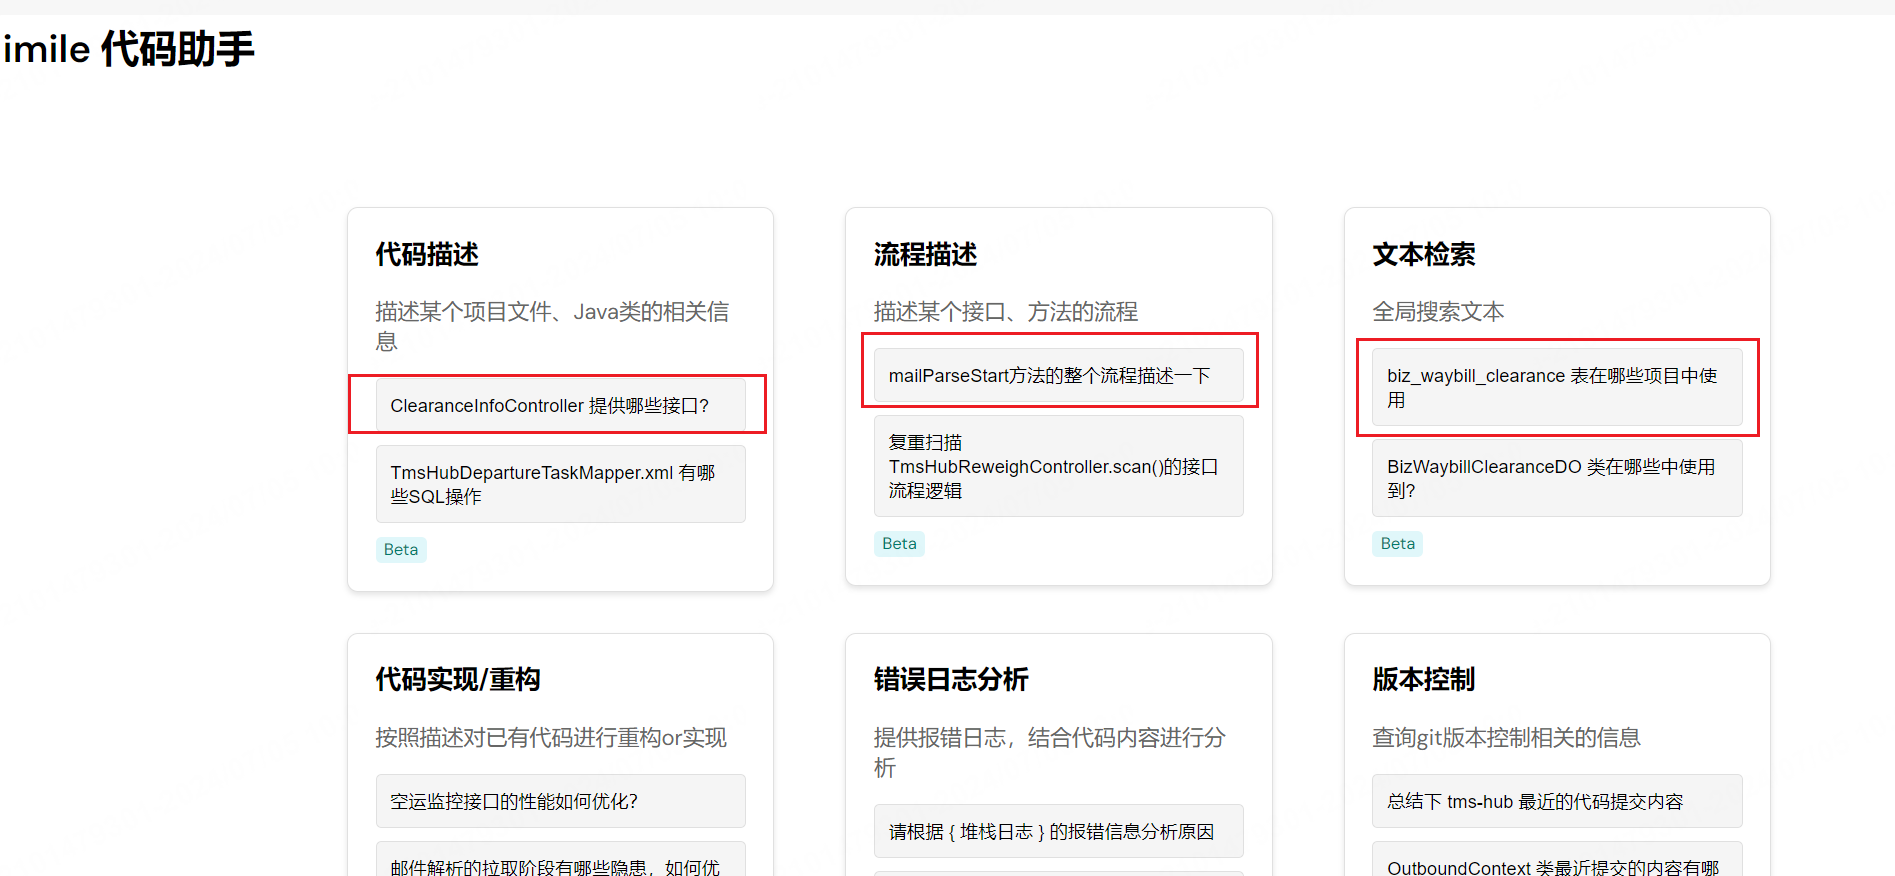 imile 代码助手
代码描述
描述某个项目文件、Java类的相关信
息
ClearanceInfoController 提供哪些接口?
TmsHubDepartureTaskMapper.xml 有哪
些SQL操作
Beta
流程描述
描述某个接口、方法的流程
mailParseStart方法的整个流程描述一下
复重扫描
TmsHubReweighController.scan()的接口
流程逻辑
Beta
文本检索
全局搜索文本
biz_waybill_clearance 表在哪些项目中使
用
BizWaybillClearanceDO 类在哪些中使用
到?
Beta
代码实现/重构
按照描述对已有代码进行重构or实现
空运监控接口的性能如何优化?
邮件解析的拉取阶段有哪些隐患，如何优
错误日志分析
提供报错日志，结合代码内容进行分
析
请根据 { 堆栈日志 } 的报错信息分析原因
版本控制
查询git版本控制相关的信息
总结下 tms-hub 最近的代码提交内容
OutboundContext 类最近提交的内容有哪